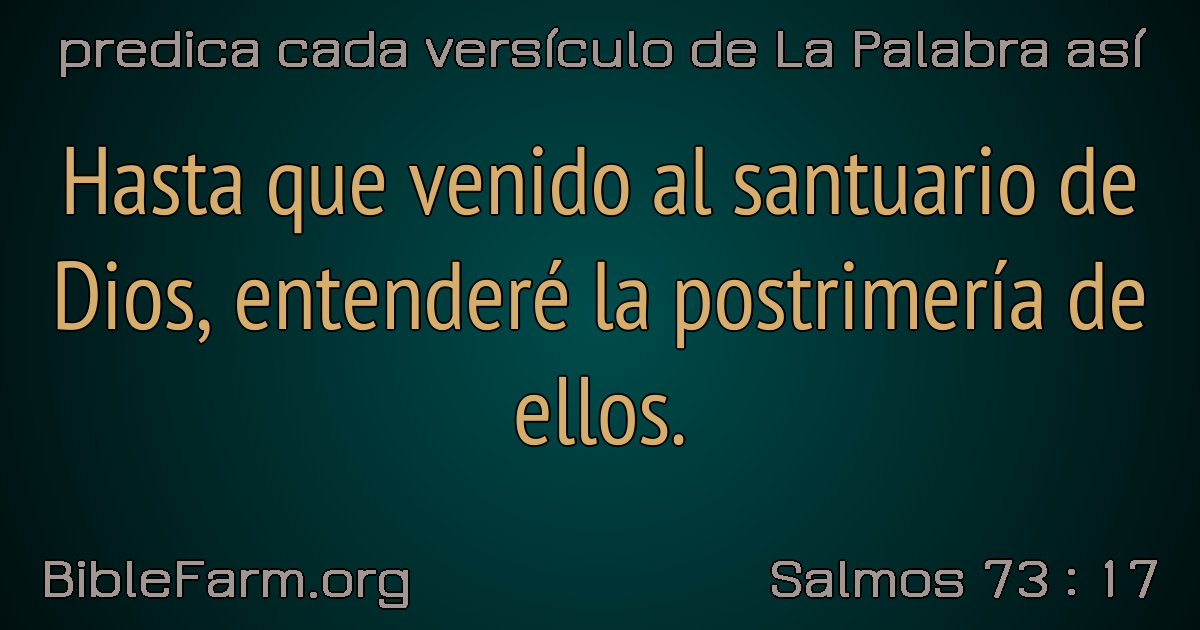 predica cada versículo de La Palabra así
Hasta que venido al santuario de
Dios, entenderé la postrimería de
ellos.
BibleFarm.org
Salmos 73 : 17